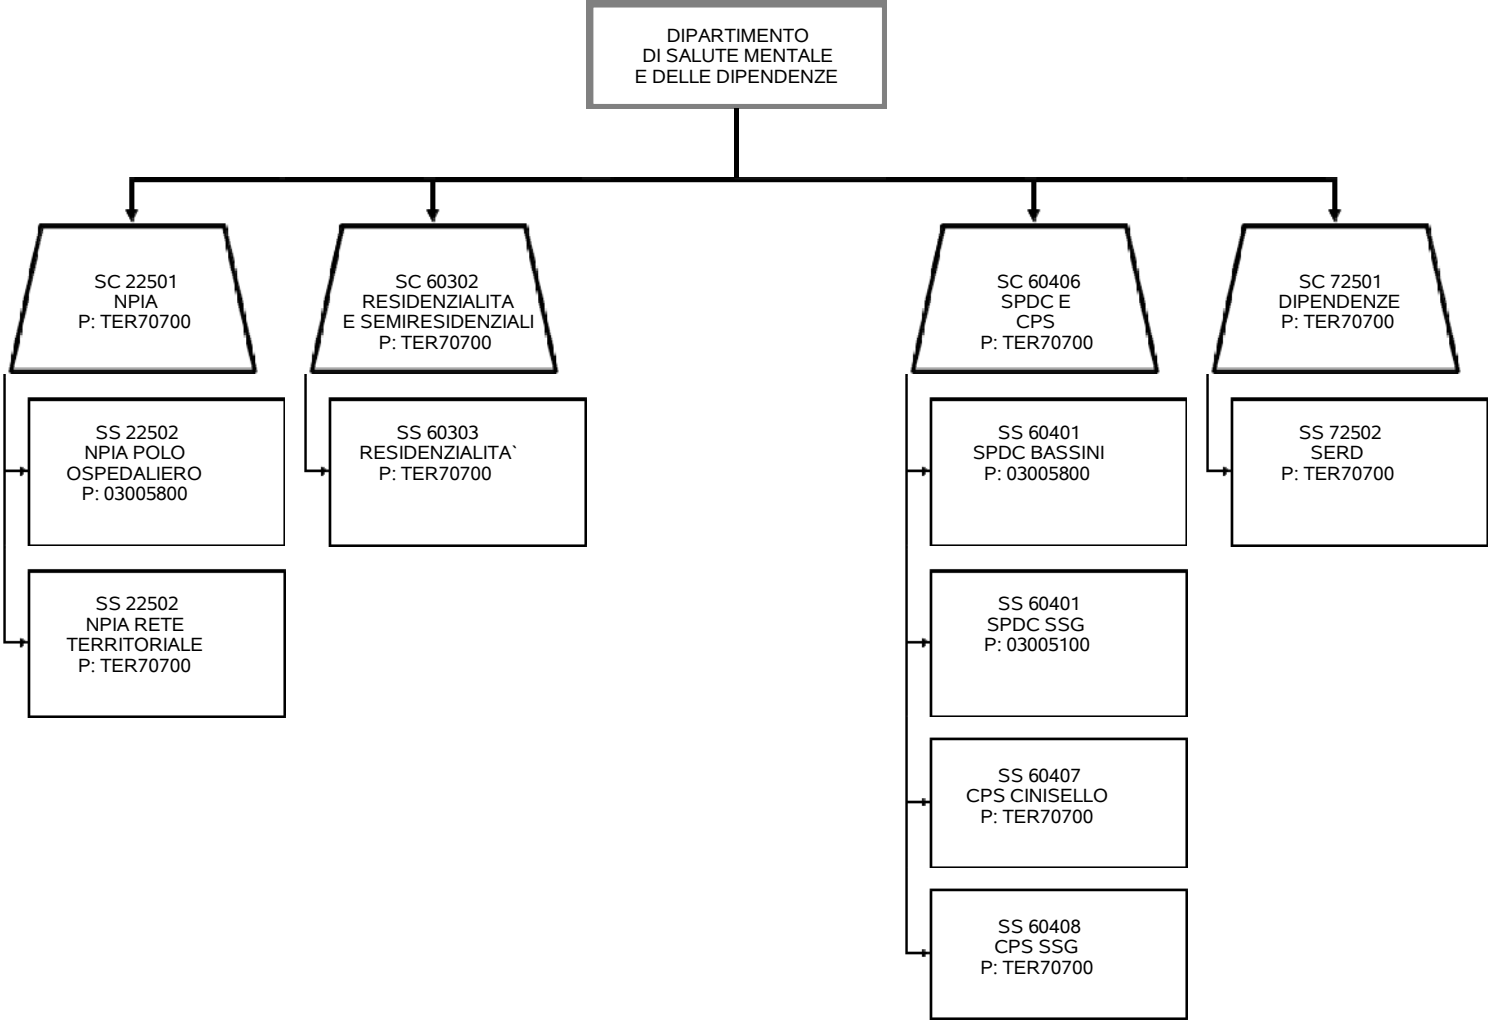 DIPARTIMENTO
DI SALUTE MENTALE
E DELLE DIPENDENZE
SC 22501
NPIA
P: TER70700
SC 60302
RESIDENZIALITA
E SEMIRESIDENZIALI
P: TER70700
SC 60406
SPDC E
CPS
P: TER70700
SC 72501
DIPENDENZE
P: TER70700
SS 22502
NPIA POLO
OSPEDALIERO
P: 03005800
SS 60303
RESIDENZIALITA`
P: TER70700
SS 60401
SPDC BASSINI
P: 03005800
SS 72502
SERD
P: TER70700
SS 22502
NPIA RETE
TERRITORIALE
P: TER70700
SS 60401
SPDC SSG
P: 03005100
SS 60407
CPS CINISELLO
P: TER70700
SS 60408
CPS SSG
P: TER70700